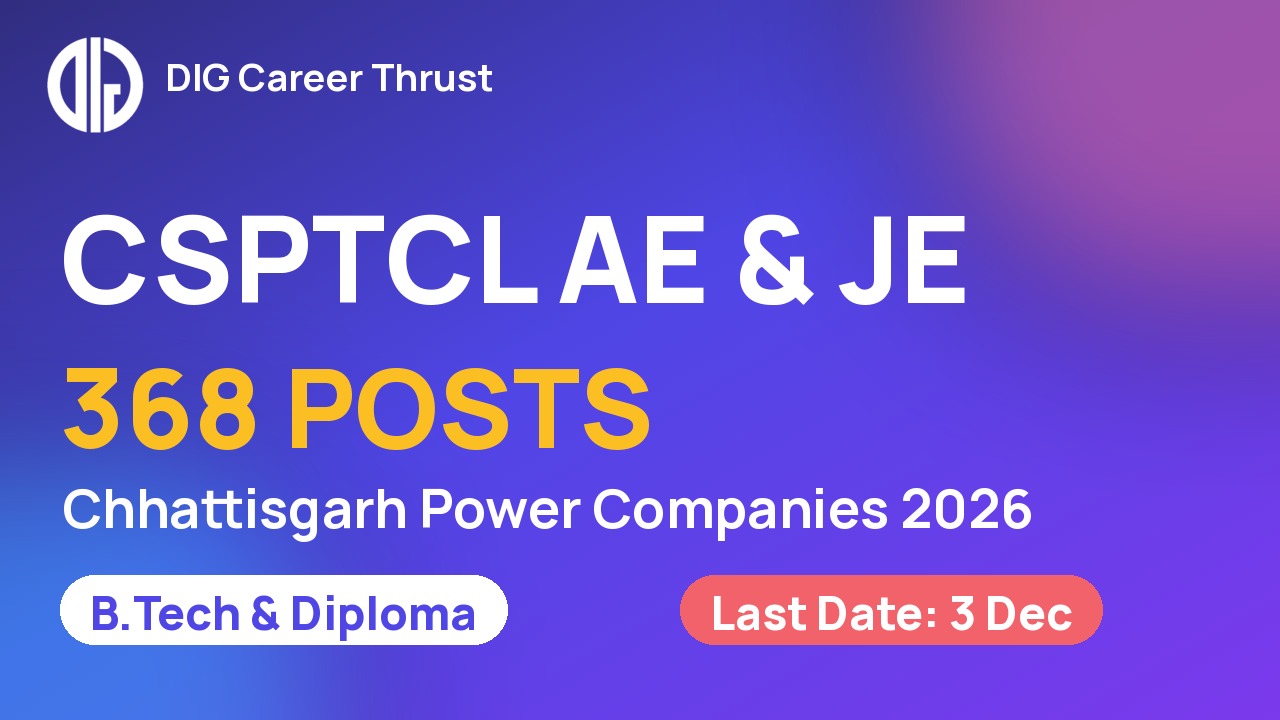 DIG Career Thrust
CSPTCL AE & JE
368 POSTS
Chhattisgarh Power Companies 2026
B.Tech & Diploma
Last Date: 3 Dec